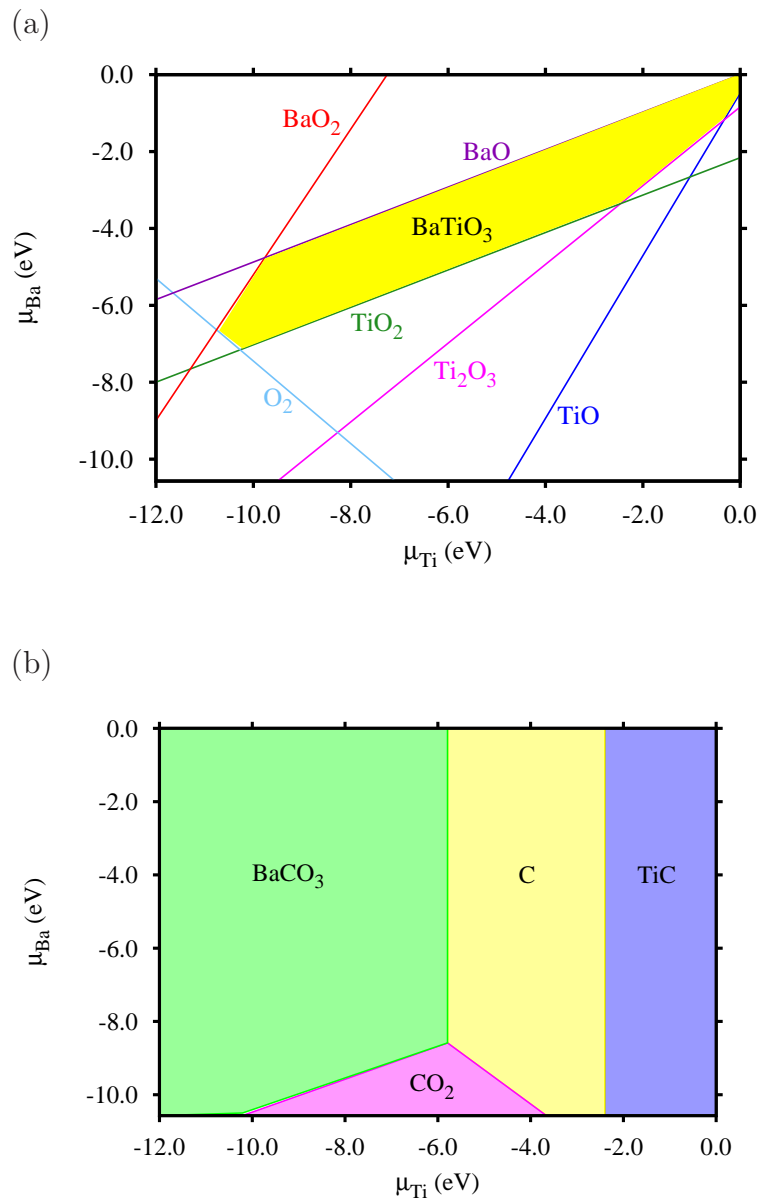 (a)
0.0
-2.0
-4.0
-6.0
-8.0
-10.0
μBa (eV)
BaO2
BaO
BaTiO3
TiO2
Ti2O3
O2
TiO
-12.0 -10.0 -8.0 -6.0 -4.0 -2.0 0.0
μTi (eV)
(b)
0.0
-2.0
-4.0
-6.0
-8.0
-10.0
μBa (eV)
BaCO3 C TiC
CO2
-12.0 -10.0 -8.0 -6.0 -4.0 -2.0 0.0
μTi (eV)